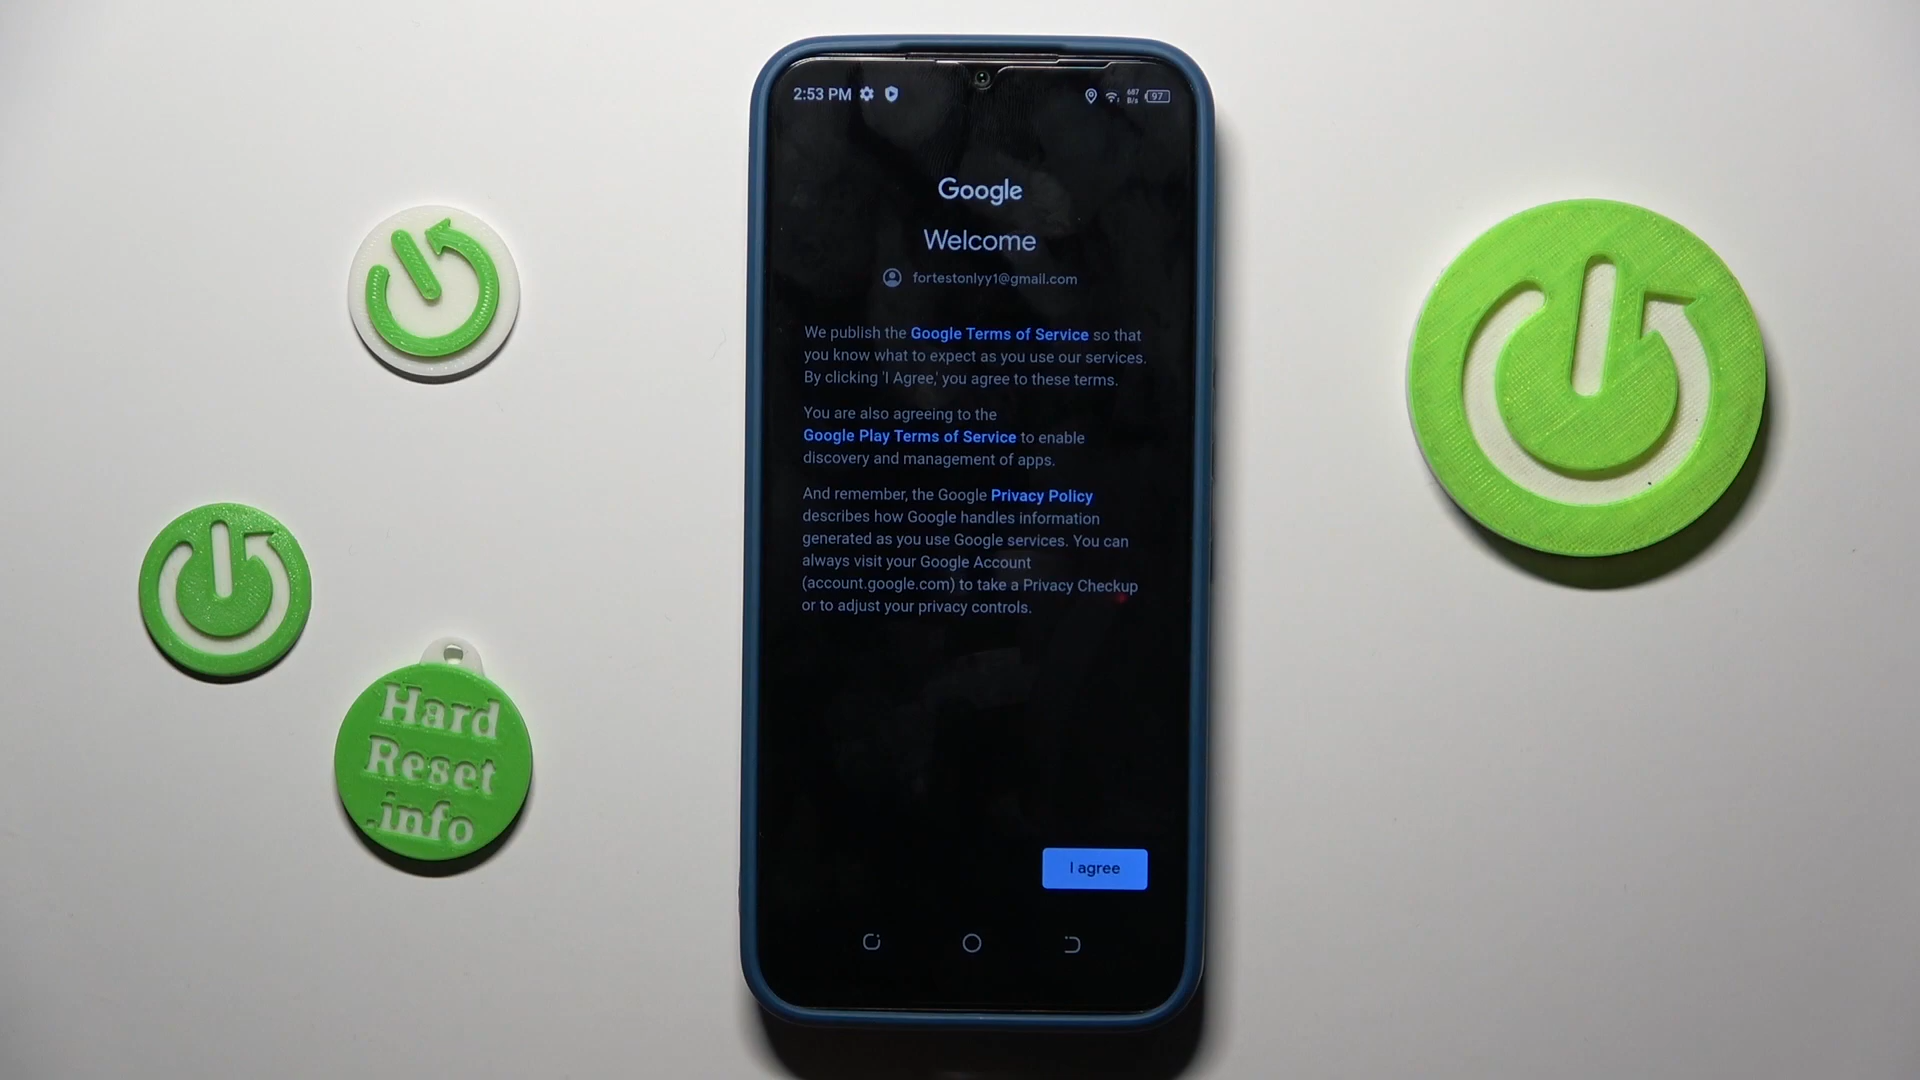 2:53 PM
687
B/s
97
Google
Welcome
fortestonlyy1@gmail.com
We publish the Google Terms of Service so that
you know what to expect as you use our services.
By clicking 'I Agree,' you agree to these terms.
You are also agreeing to the
Google Play Terms of Service to enable
discovery and management of apps.
And remember, the Google Privacy Policy
describes how Google handles information
generated as you use Google services. You can
always visit your Google Account
(account.google.com) to take a Privacy Checkup
or to adjust your privacy controls.
I agree
Hard
Reset
.info